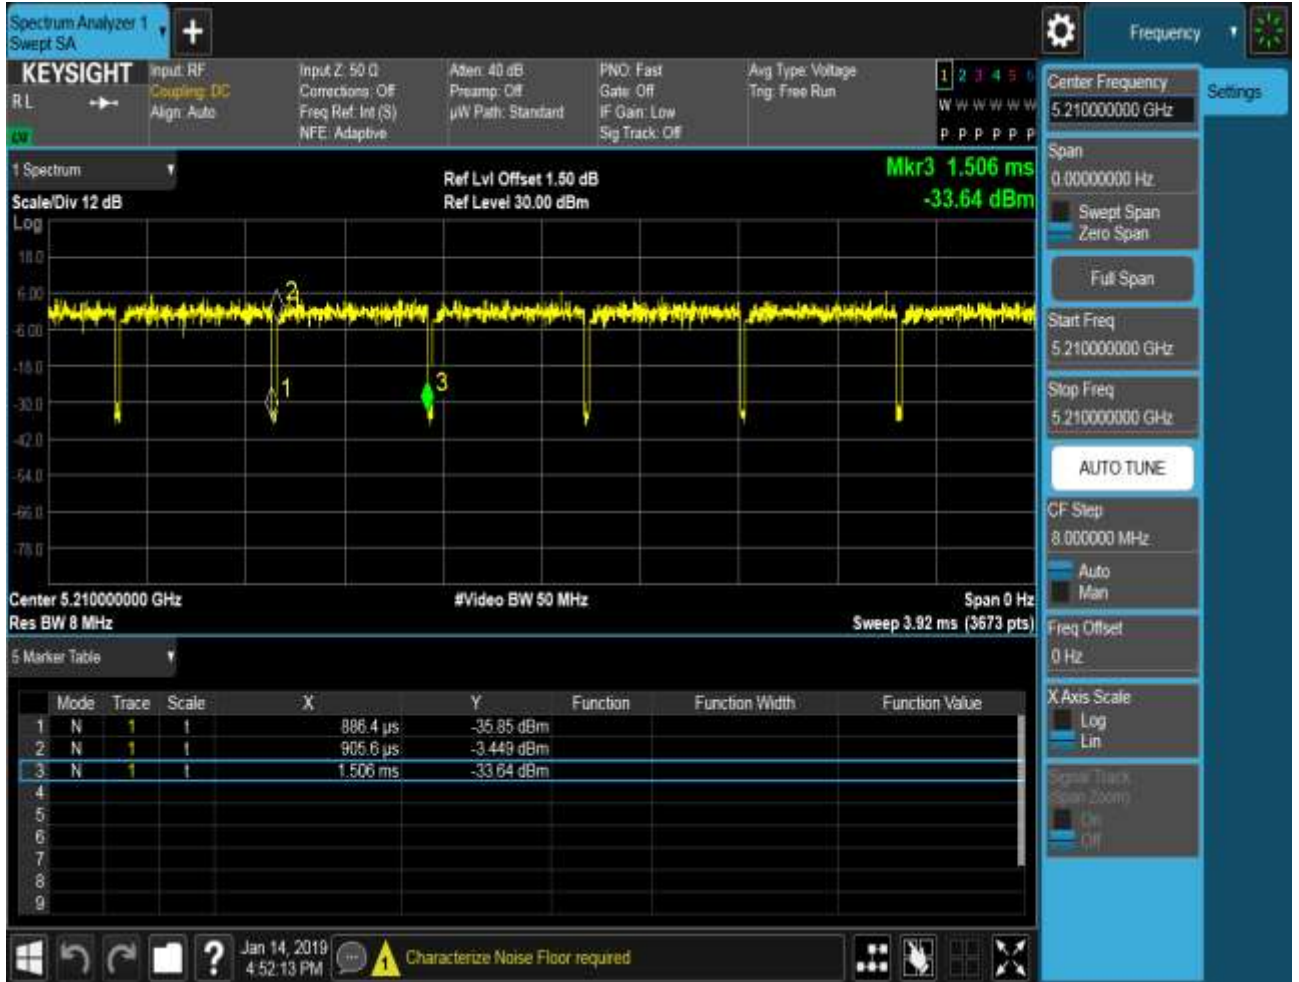 Spectrum Analyzer 1
Swept SA
Frequency
KEYSIGHT
R L
Input: RF
Coupling: DC
Align: Auto
Input Z: 50 Ω
Corrections: Off
Freq Ref: Int (S)
NFE: Adaptive
Atten: 40 dB
Preamp: Off
µW Path: Standard
PNO: Fast
Gate: Off
IF Gain: Low
Sig Track: Off
Avg Type: Voltage
Trig: Free Run
1 2 3 4 5 6
W W W W W W
P P P P P P
1 Spectrum
Scale/Div 12 dB
Ref Lvl Offset 1.50 dB
Ref Level 30.00 dBm
Mkr3 1.506 ms
-33.64 dBm
Log
18.0
6.00
-6.00
-18.0
-30.0
-42.0
-54.0
-66.0
-78.0
2
1
3
Center 5.210000000 GHz
#Video BW 50 MHz
Span 0 Hz
Res BW 8 MHz
Sweep 3.92 ms (3673 pts)
5 Marker Table
Mode Trace Scale X Y Function Function Width Function Value
1 N 1 t 886.4 µs -35.85 dBm
2 N 1 t 905.6 µs -3.449 dBm
3 N 1 t 1.506 ms -33.64 dBm
4
5
6
7
8
9
Jan 14, 2019
4:52:13 PM
?
1
Characterize Noise Floor required
Center Frequency
5.210000000 GHz
Settings
Span
0.00000000 Hz
Swept Span
Zero Span
Full Span
Start Freq
5.210000000 GHz
Stop Freq
5.210000000 GHz
AUTO TUNE
CF Step
8.000000 MHz
Auto
Man
Freq Offset
0 Hz
X Axis Scale
Log
Lin
Signal Track
(Span Zoom)
On
Off